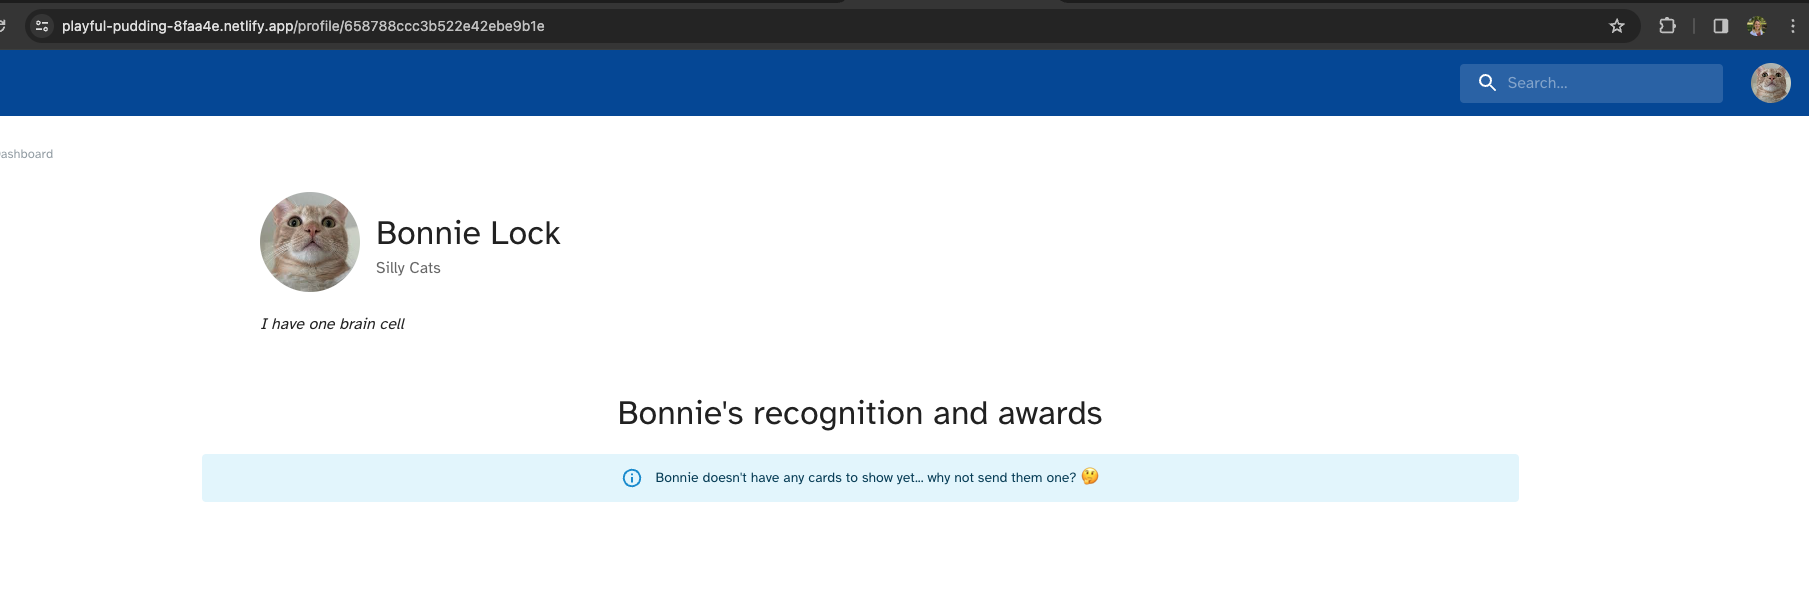 playful-pudding-8faa4e.netlify.app/profile/658788ccc3b522e42ebe9b1e
Search...
ashboard
Bonnie Lock
Silly Cats
I have one brain cell
Bonnie's recognition and awards
Bonnie doesn't have any cards to show yet... why not send them one? 🤔